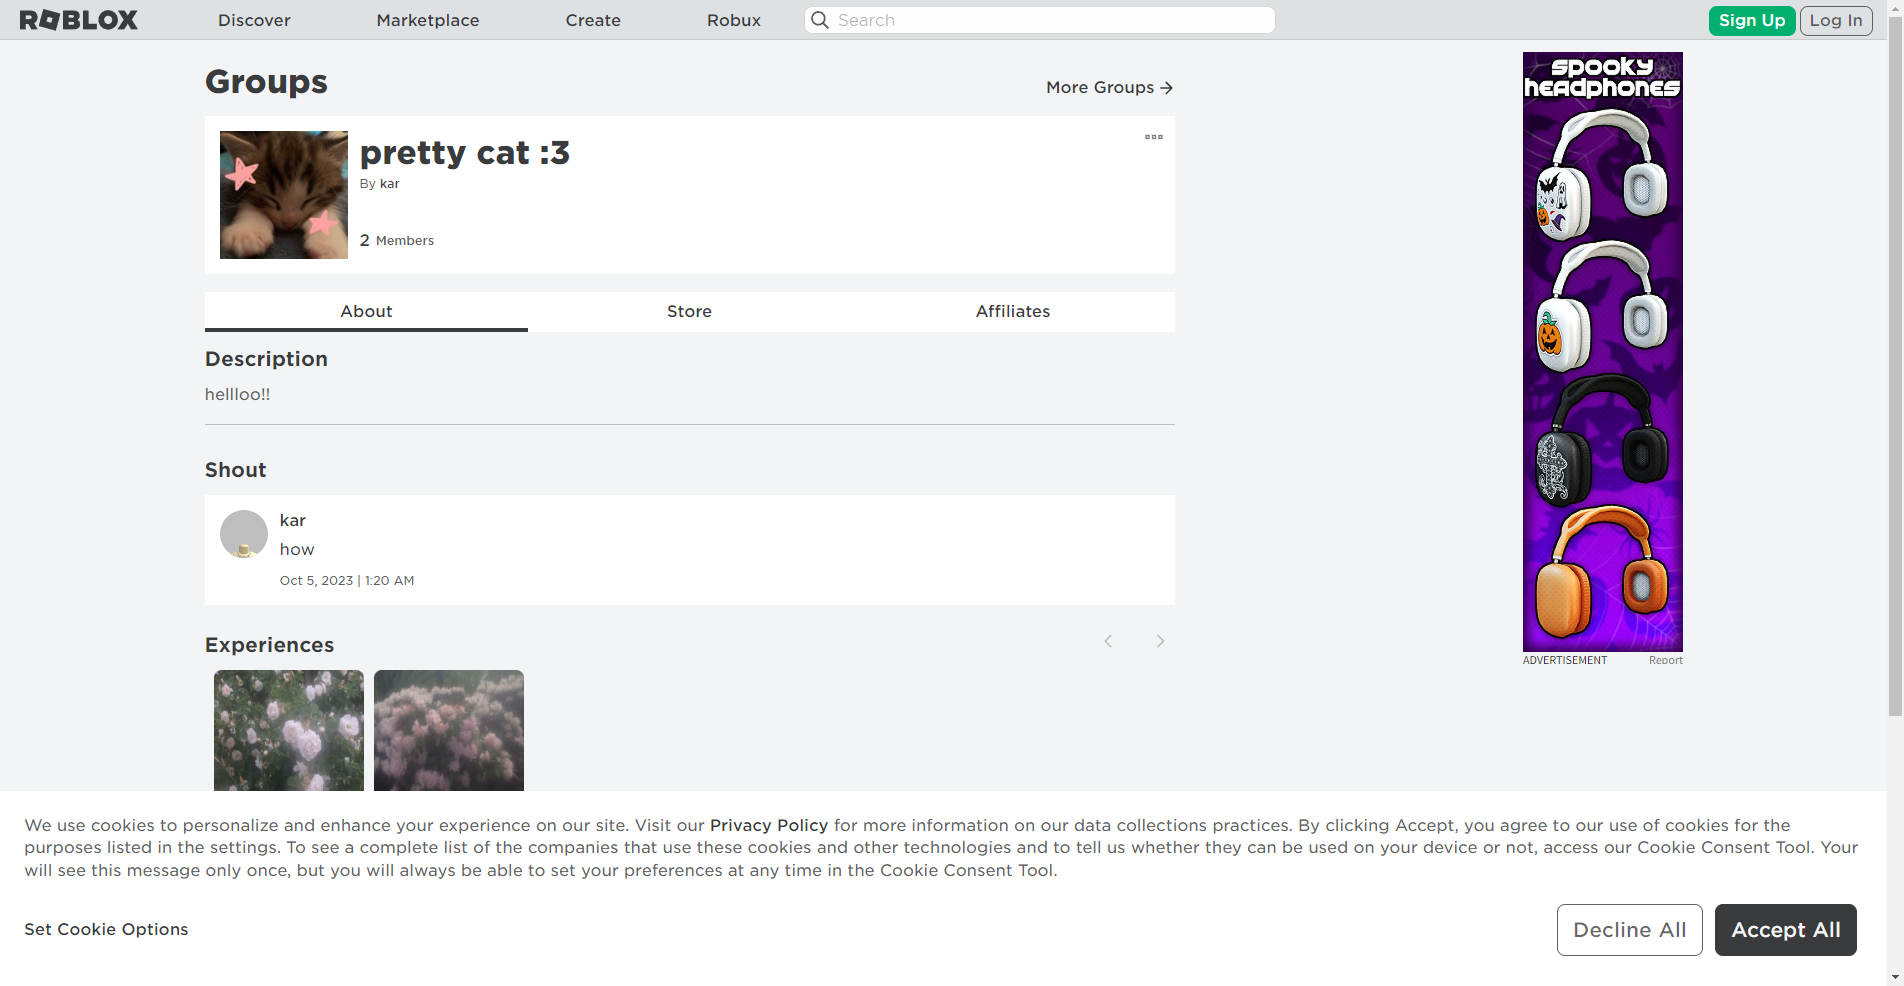 ROBLOX
Discover
Marketplace
Create
Robux
Search
Sign Up
Log In
Groups
More Groups →
pretty cat :3
By kar
2 Members
About
Store
Affiliates
Description
hellloo!!
Shout
kar
how
Oct 5, 2023 | 1:20 AM
Experiences
spooky
headphones
ADVERTISEMENT
Report
We use cookies to personalize and enhance your experience on our site. Visit our Privacy Policy for more information on our data collections practices. By clicking Accept, you agree to our use of cookies for the
purposes listed in the settings. To see a complete list of the companies that use these cookies and other technologies and to tell us whether they can be used on your device or not, access our Cookie Consent Tool. Your
will see this message only once, but you will always be able to set your preferences at any time in the Cookie Consent Tool.
Set Cookie Options
Decline All
Accept All